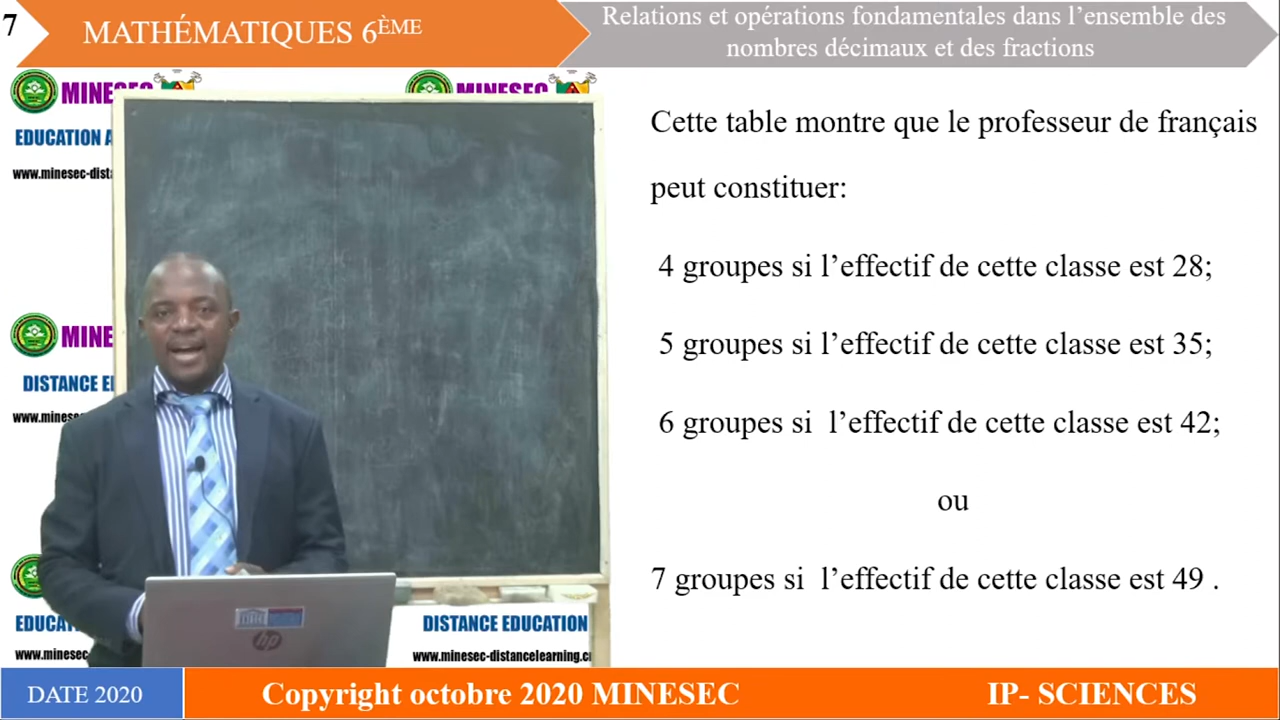 7
MATHÉMATIQUES 6ÈME
Relations et opérations fondamentales dans l’ensemble des
nombres décimaux et des fractions
MINESEC
EDUCATION A
www.minesec-dist
MINE
DISTANCE E
www.minese
EDUCAT
www.minesec
DISTANCE EDUCATION
www.minesec-distancelearning.c
hp
Cette table montre que le professeur de français
peut constituer:
4 groupes si l’effectif de cette classe est 28;
5 groupes si l’effectif de cette classe est 35;
6 groupes si l’effectif de cette classe est 42;
ou
7 groupes si l’effectif de cette classe est 49 .
DATE 2020
Copyright octobre 2020 MINESEC
IP- SCIENCES